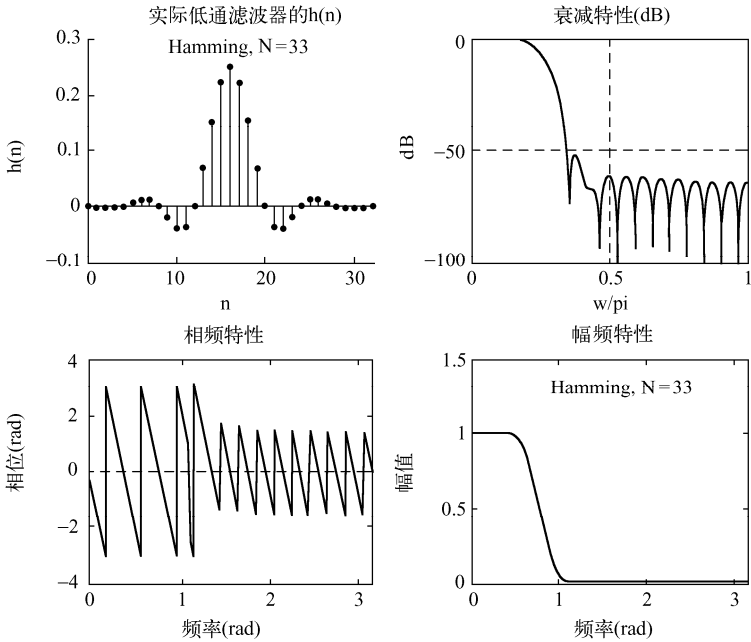 实际低通滤波器的h(n)
Hamming, N=33
h(n)
0.3
0.2
0.1
0
−0.1
0 10 20 30
n
衰减特性(dB)
dB
0
−50
−100
0 0.5 1
w/pi
相频特性
相位(rad)
4
2
0
−2
−4
0 1 2 3
频率(rad)
幅频特性
Hamming, N=33
幅值
1.5
1
0.5
0
0 1 2 3
频率(rad)